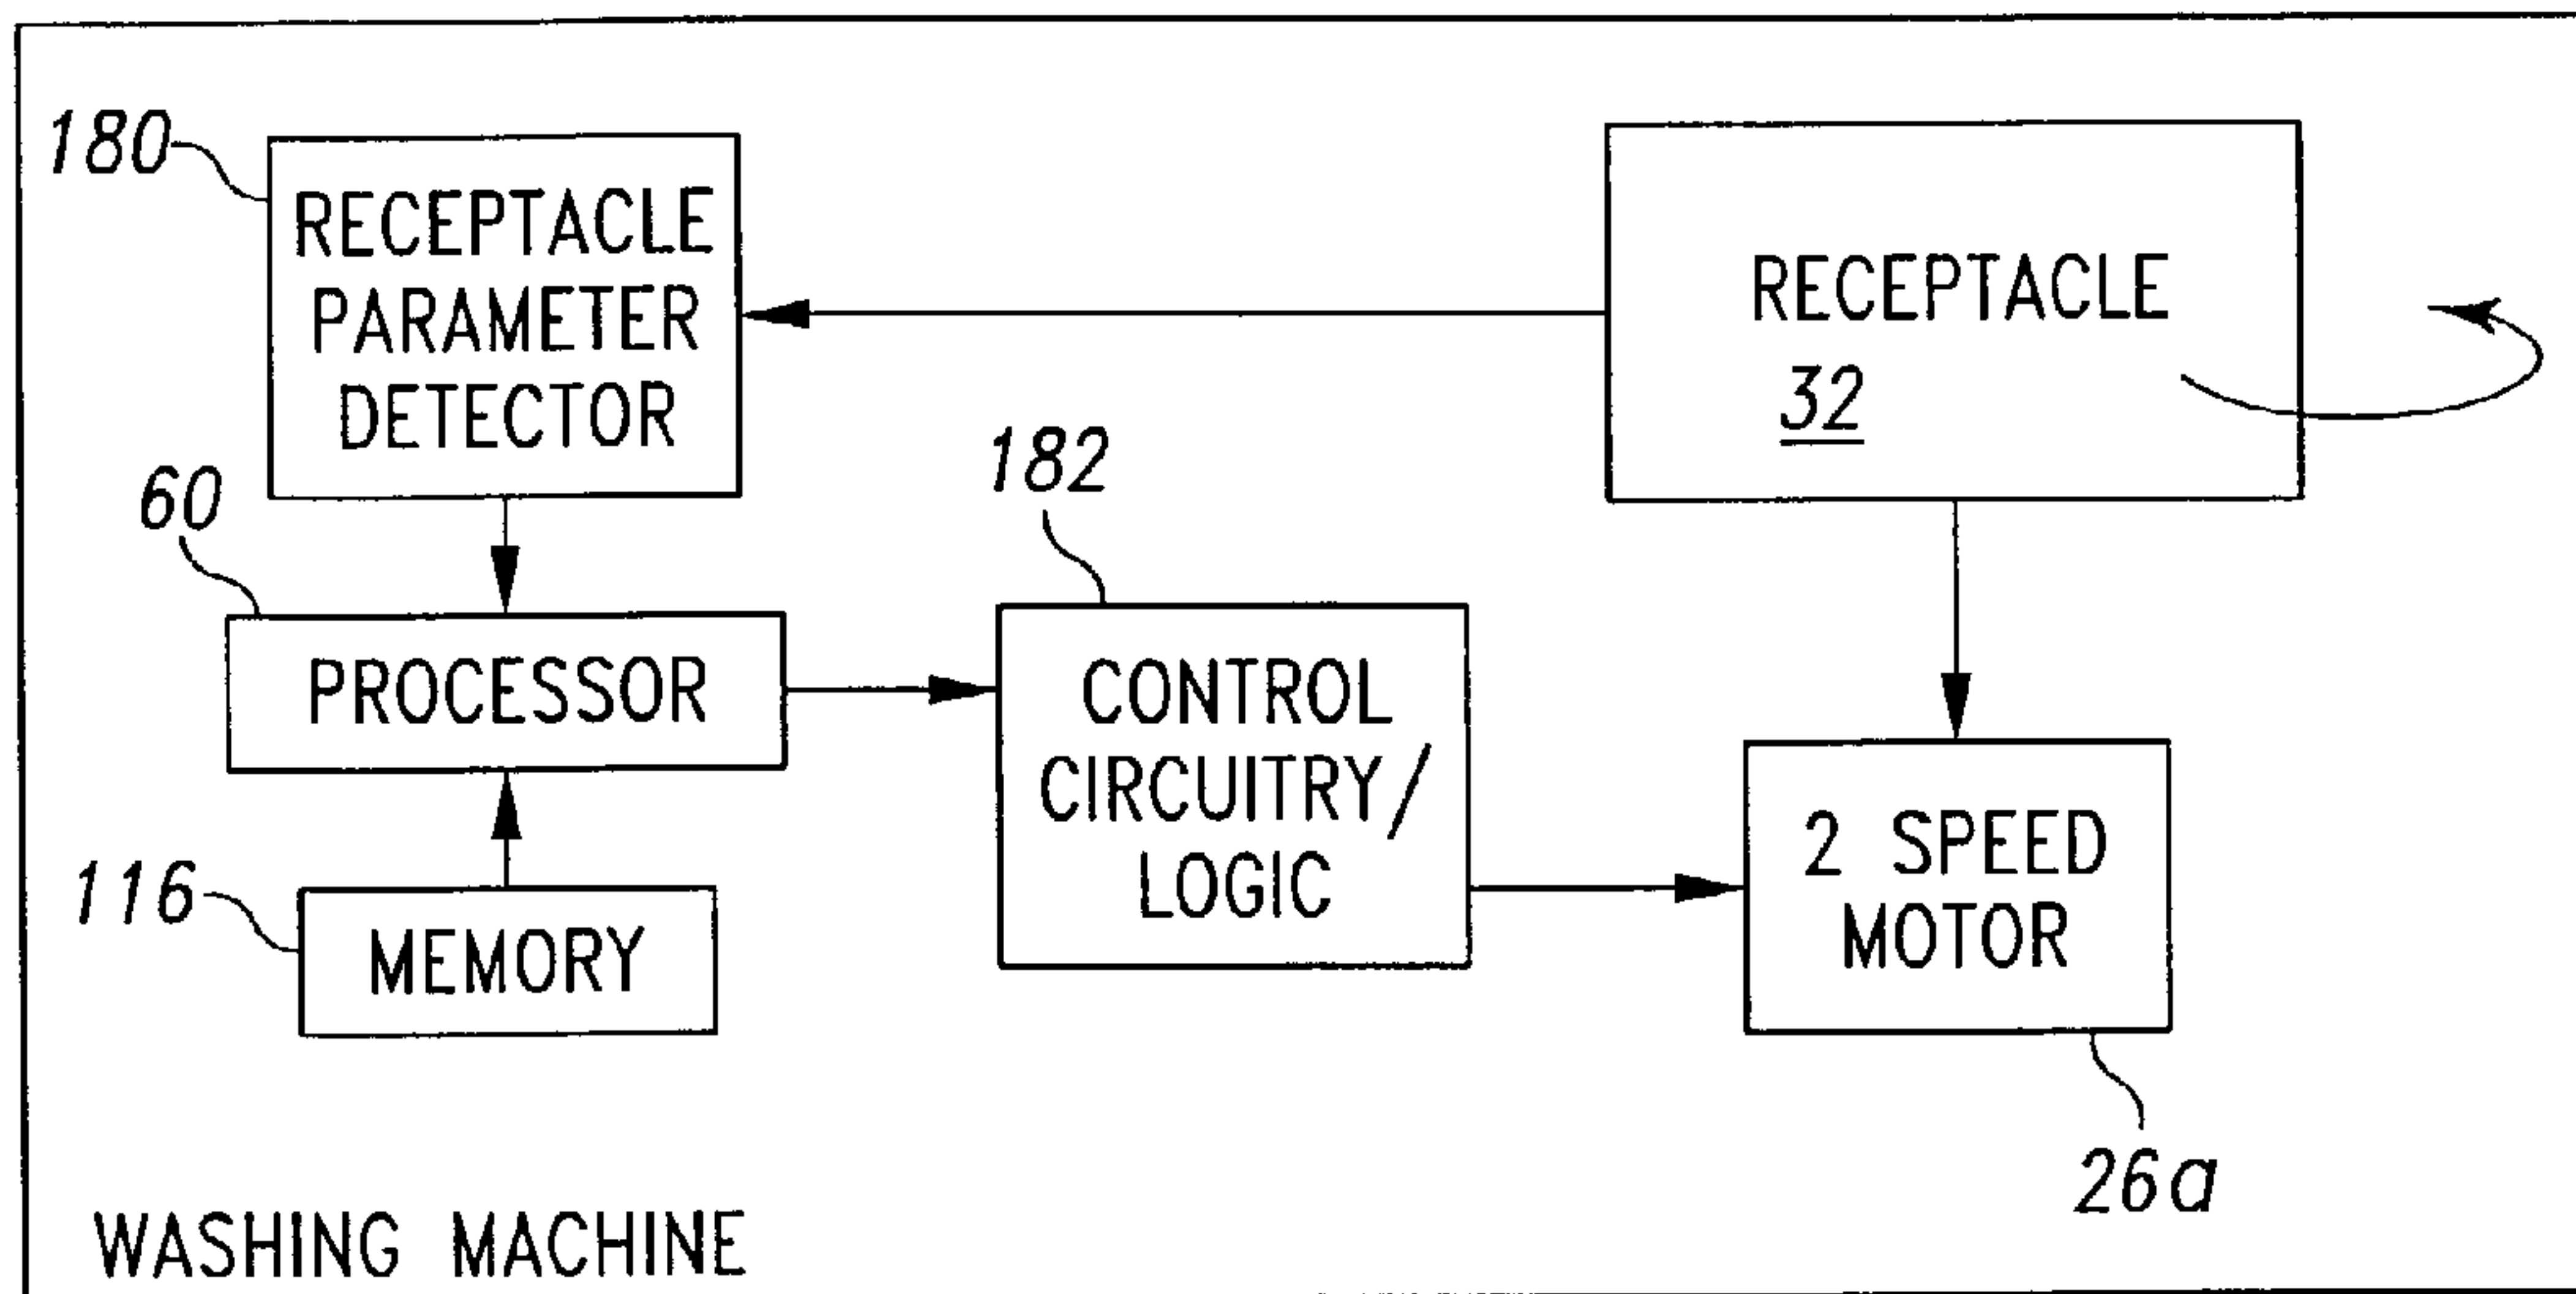 180
RECEPTACLE
PARAMETER
DETECTOR
RECEPTACLE
32
60
182
PROCESSOR
CONTROL
CIRCUITRY/
LOGIC
2 SPEED
MOTOR
116
MEMORY
26a
WASHING MACHINE